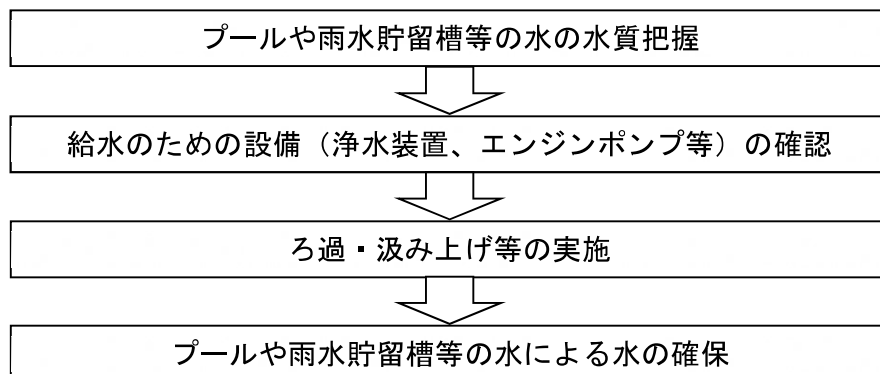 プールや雨水貯留槽等の水の水質把握
給水のための設備（浄水装置、エンジンポンプ等）の確認
ろ過・汲み上げ等の実施
プールや雨水貯留槽等の水による水の確保